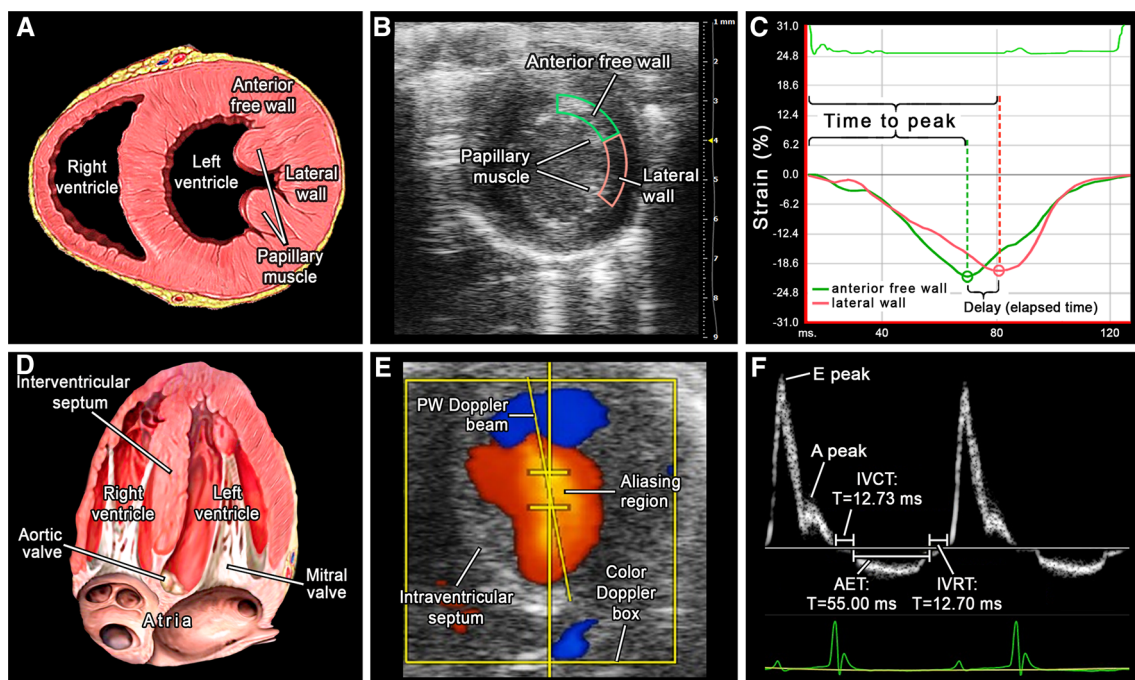 A
Anterior
free wall
Right
ventricle
Left
ventricle
Lateral
wall
Papillary
muscle
B
1 mm
Anterior free wall
2
3
4
5
6
7
8
9
Papillary
muscle
Lateral
wall
C
Strain (%)
31.0
24.8
18.6
12.4
6.2
0.0
-6.2
-12.4
-18.6
-24.8
-31.0
Time to peak
anterior free wall
lateral wall
Delay (elapsed time)
ms.
40
80
120
D
Interventricular
septum
Right
ventricle
Left
ventricle
Aortic
valve
Mitral
valve
Atria
E
PW Doppler
beam
Aliasing
region
Intraventricular
septum
Color
Doppler
box
F
E peak
A peak
IVCT:
T=12.73 ms
AET:
T=55.00 ms
IVRT:
T=12.70 ms